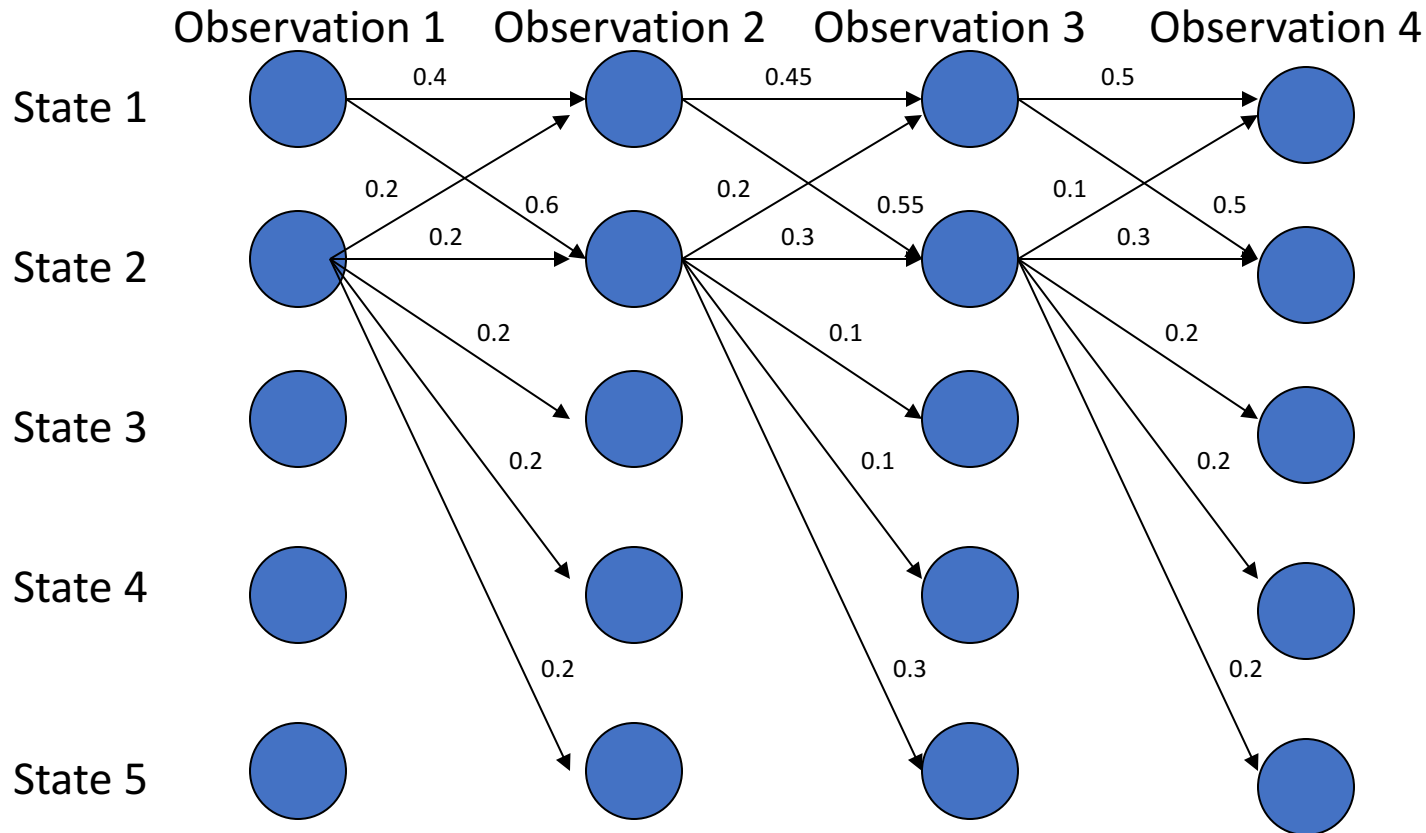 Observation 1 Observation 2 Observation 3 Observation 4
0.4 0.45 0.5
State 1
0.2 0.6 0.2 0.55 0.1 0.5
0.2 0.3 0.3
State 2
0.2 0.1 0.2
State 3
0.2 0.1 0.2
State 4
0.2 0.3 0.2
State 5